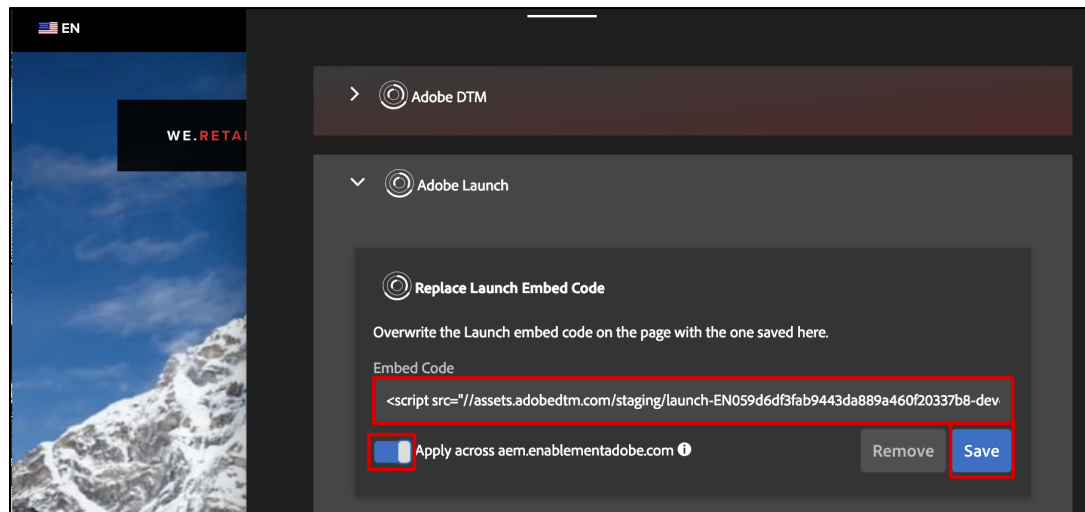 EN
Adobe DTM
WE.RETAI
Adobe Launch
Replace Launch Embed Code
Overwrite the Launch embed code on the page with the one saved here.
Embed Code
<script src="//assets.adobedtm.com/staging/launch-EN059d6df3fab9443da889a460f20337b8-dev
Apply across aem.enablementadobe.com
Remove
Save